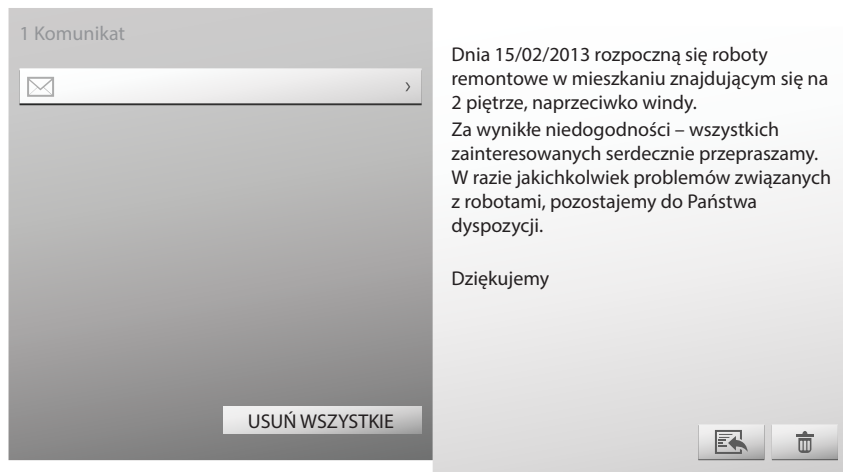 1 Komunikat
USUŃ WSZYSTKIE
Dnia 15/02/2013 rozpoczną się roboty
remontowe w mieszkaniu znajdującym się na
2 piętrze, naprzeciwko windy.
Za wynikłe niedogodności – wszystkich
zainteresowanych serdecznie przepraszamy.
W razie jakichkolwiek problemów związanych
z robotami, pozostajemy do Państwa
dyspozycji.
Dziękujemy